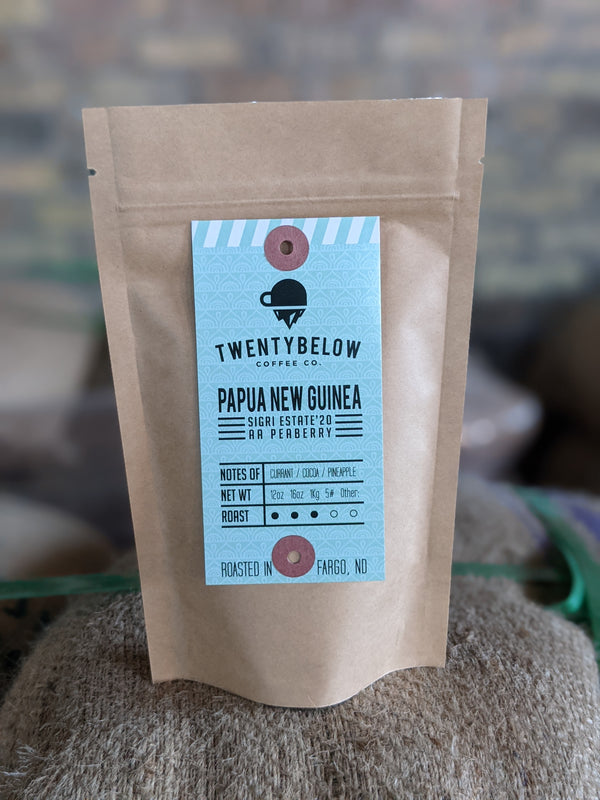 TWENTYBELOW
COFFEE CO.
PAPUA NEW GUINEA
SIGRI ESTATE'20
AA PEABERRY
NOTES OF CURRANT / COCOA / PINEAPPLE
NET WT 12oz 16oz 1Kg 5# Other:
ROAST
ROASTED IN FARGO, ND